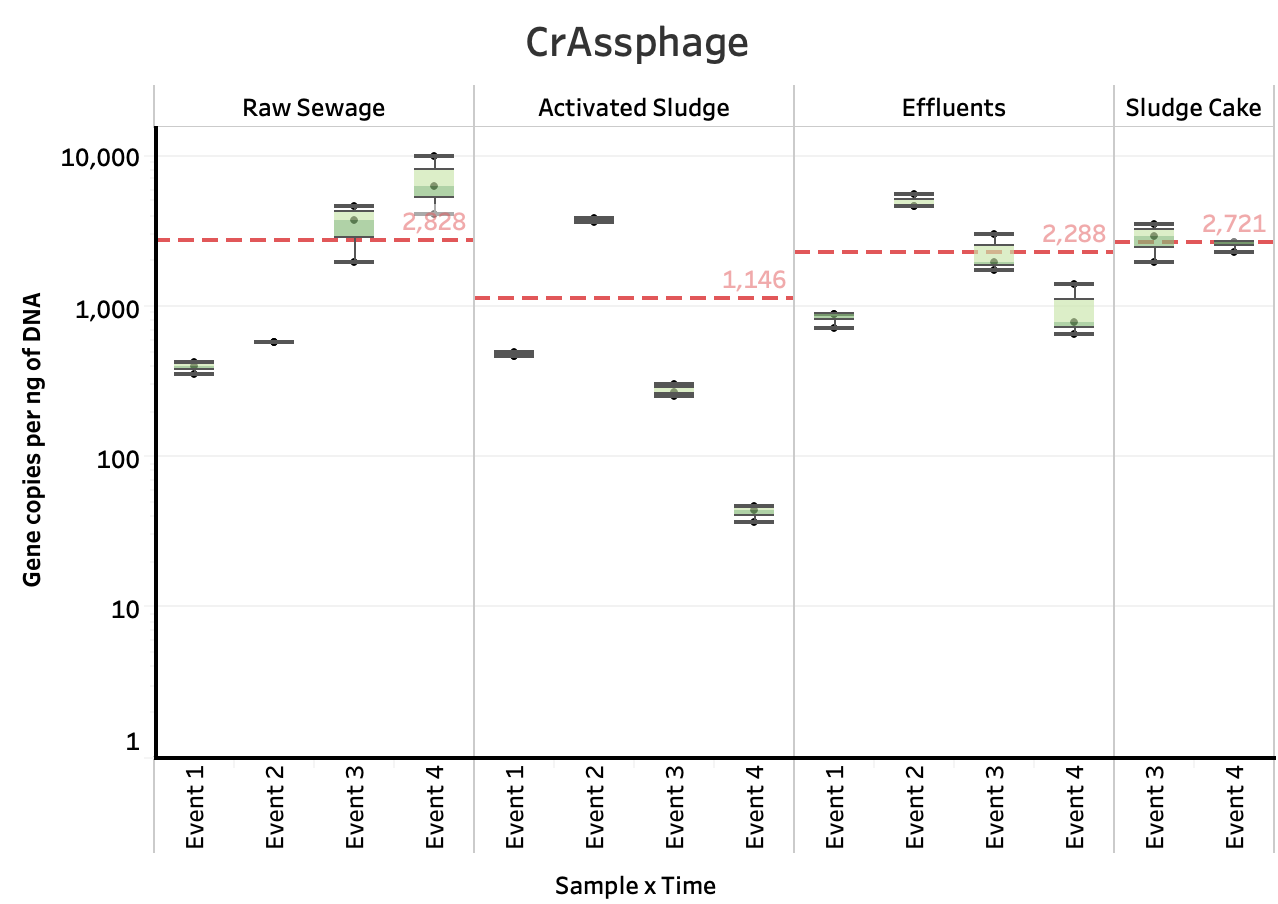 CrAssphage
Raw Sewage
Activated Sludge
Effluents
Sludge Cake
Gene copies per ng of DNA
10,000
1,000
100
10
1
2,828
1,146
2,288
2,721
Event 1
Event 2
Event 3
Event 4
Event 1
Event 2
Event 3
Event 4
Event 1
Event 2
Event 3
Event 4
Event 3
Event 4
Sample x Time